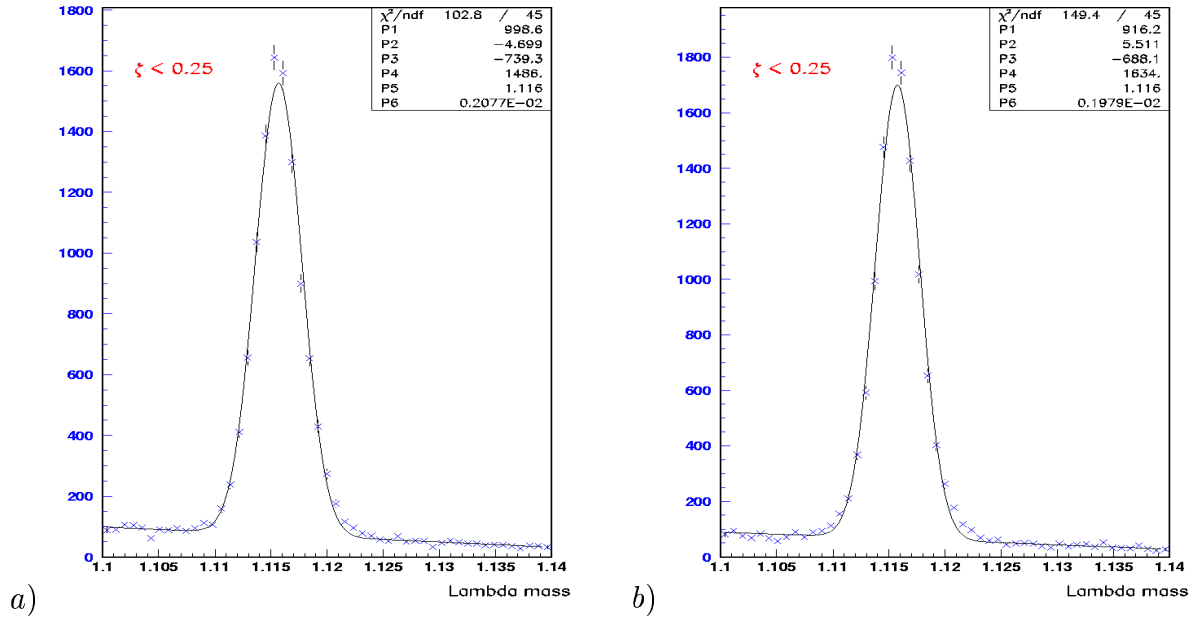 χ²/ndf 102.8 / 45
P1 998.6
P2 −4.699
P3 −739.3
P4 1486.
P5 1.116
P6 0.2077E−02
ζ < 0.25
1800
1600
1400
1200
1000
800
600
400
200
0
1.1 1.105 1.11 1.115 1.12 1.125 1.13 1.135 1.14
Lambda mass
a)
χ²/ndf 149.4 / 45
P1 916.2
P2 5.511
P3 −688.1
P4 1634.
P5 1.116
P6 0.1979E−02
ζ < 0.25
1800
1600
1400
1200
1000
800
600
400
200
0
1.1 1.105 1.11 1.115 1.12 1.125 1.13 1.135 1.14
Lambda mass
b)